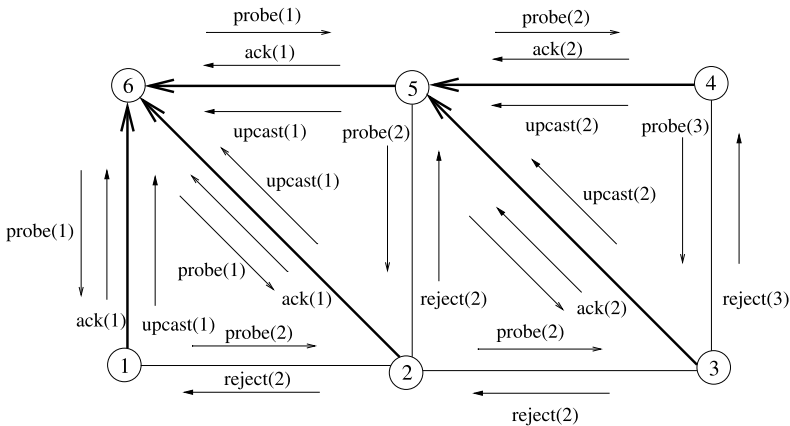 probe(1)
probe(2)
ack(1)
ack(2)
6
5
4
upcast(1)
probe(2)
upcast(2)
probe(3)
upcast(1)
upcast(2)
probe(1)
probe(1)
ack(1)
reject(2)
ack(2)
reject(3)
ack(1)
upcast(1)
probe(2)
probe(2)
1
2
3
reject(2)
reject(2)